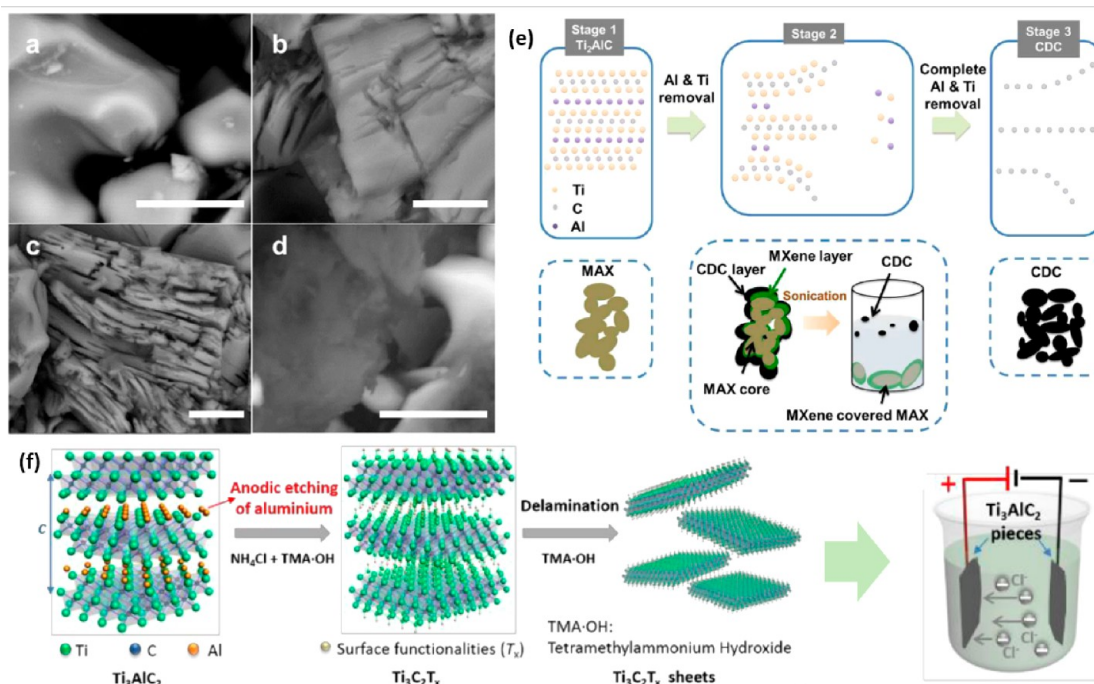 a
b
c
d
(e)
Stage 1
Ti₂AlC
Stage 2
Stage 3
CDC
Al & Ti
removal
Complete
Al & Ti
removal
Ti
C
Al
MAX
CDC layer
MXene layer
MAX core
Sonication
CDC
MXene covered MAX
CDC
(f)
C
Anodic etching
of aluminium
NH₄Cl + TMA·OH
Delamination
TMA·OH
Ti
C
Al
Ti₃AlC₂
Surface functionalities (Tₓ)
Ti₃C₂Tₓ
TMA·OH:
Tetramethylammonium Hydroxide
Ti₃C₂Tₓ sheets
+
−
Ti₃AlC₂
pieces
Cl⁻
Cl⁻
Cl⁻
Cl⁻